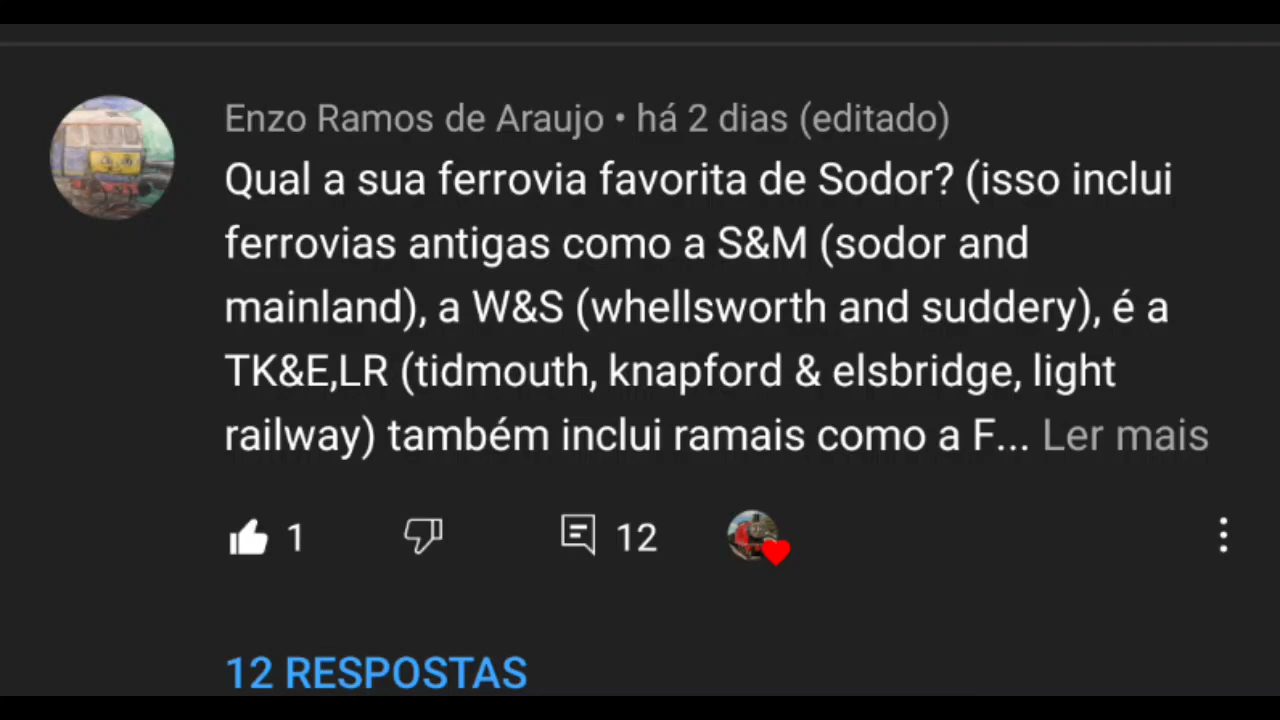 Enzo Ramos de Araujo • há 2 dias (editado)
Qual a sua ferrovia favorita de Sodor? (isso inclui
ferrovias antigas como a S&M (sodor and
mainland), a W&S (whellsworth and suddery), é a
TK&E,LR (tidmouth, knapford & elsbridge, light
railway) também inclui ramais como a F... Ler mais
1 12
12 RESPOSTAS